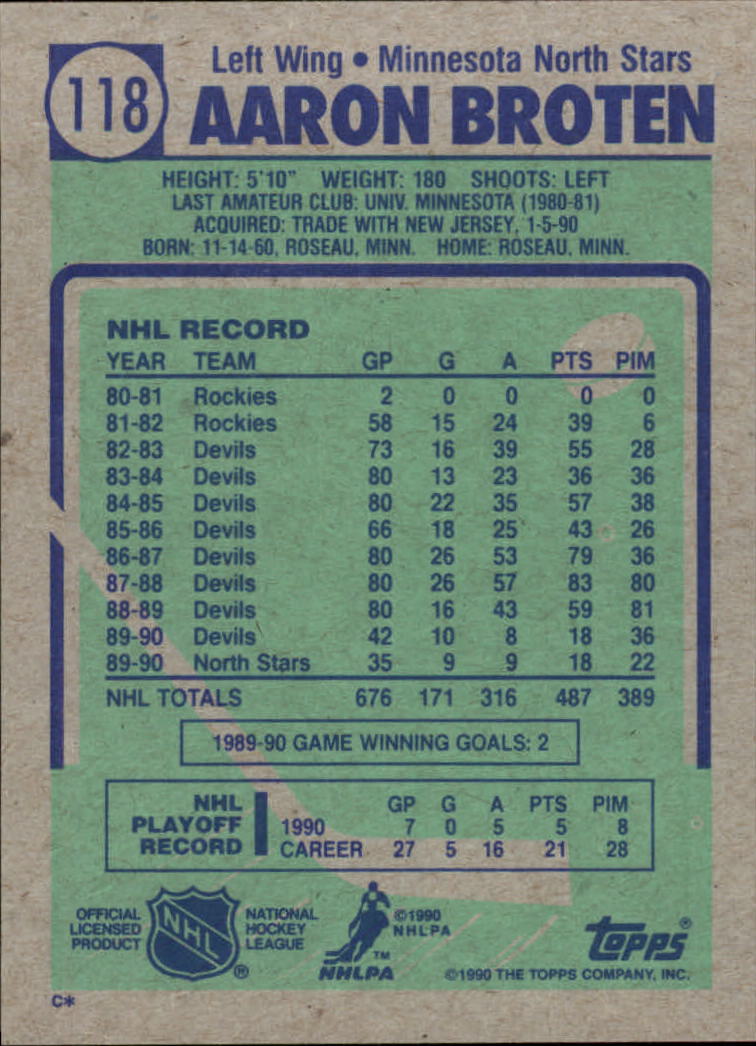 118
Left Wing • Minnesota North Stars
AARON BROTEN
HEIGHT: 5'10" WEIGHT: 180 SHOOTS: LEFT
LAST AMATEUR CLUB: UNIV. MINNESOTA (1980-81)
ACQUIRED: TRADE WITH NEW JERSEY, 1-5-90
BORN: 11-14-60, ROSEAU, MINN. HOME: ROSEAU, MINN.
NHL RECORD
YEAR TEAM GP G A PTS PIM
80-81 Rockies 2 0 0 0 0
81-82 Rockies 58 15 24 39 6
82-83 Devils 73 16 39 55 28
83-84 Devils 80 13 23 36 36
84-85 Devils 80 22 35 57 38
85-86 Devils 66 18 25 43 26
86-87 Devils 80 26 53 79 36
87-88 Devils 80 26 57 83 80
88-89 Devils 80 16 43 59 81
89-90 Devils 42 10 8 18 36
89-90 North Stars 35 9 9 18 22
NHL TOTALS 676 171 316 487 389
1989-90 GAME WINNING GOALS: 2
NHL PLAYOFF RECORD
GP G A PTS PIM
1990 7 0 5 5 8
CAREER 27 5 16 21 28
OFFICIAL
LICENSED
PRODUCT
NHL
®
NATIONAL
HOCKEY
LEAGUE
©1990
NHLPA
TM
NHLPA
topps®
©1990 THE TOPPS COMPANY, INC.
C*